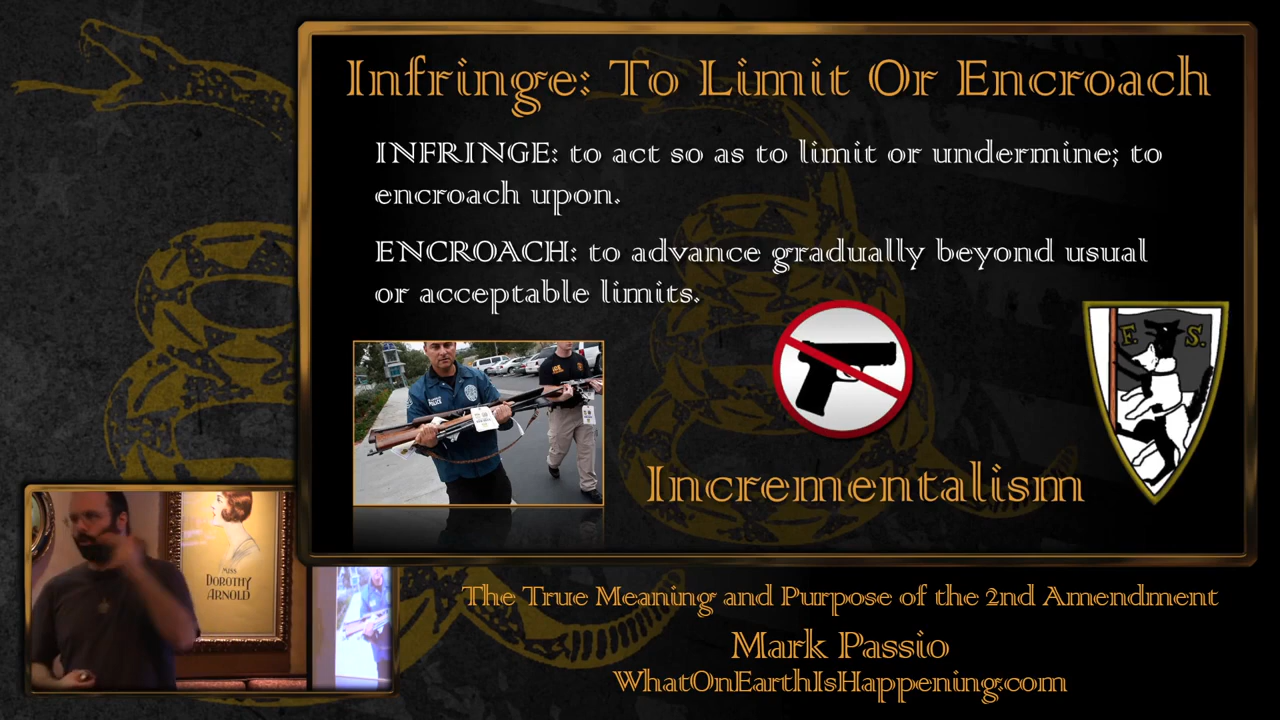 Infringe: To Limit Or Encroach
INFRINGE: to act so as to limit or undermine; to
encroach upon.
ENCROACH: to advance gradually beyond usual
or acceptable limits.
F. S.
POLICE
Incrementalism
MISS
DOROTHY
ARNOLD
The True Meaning and Purpose of the 2nd Amendment
Mark Passio
WhatOnEarthIsHappening.com